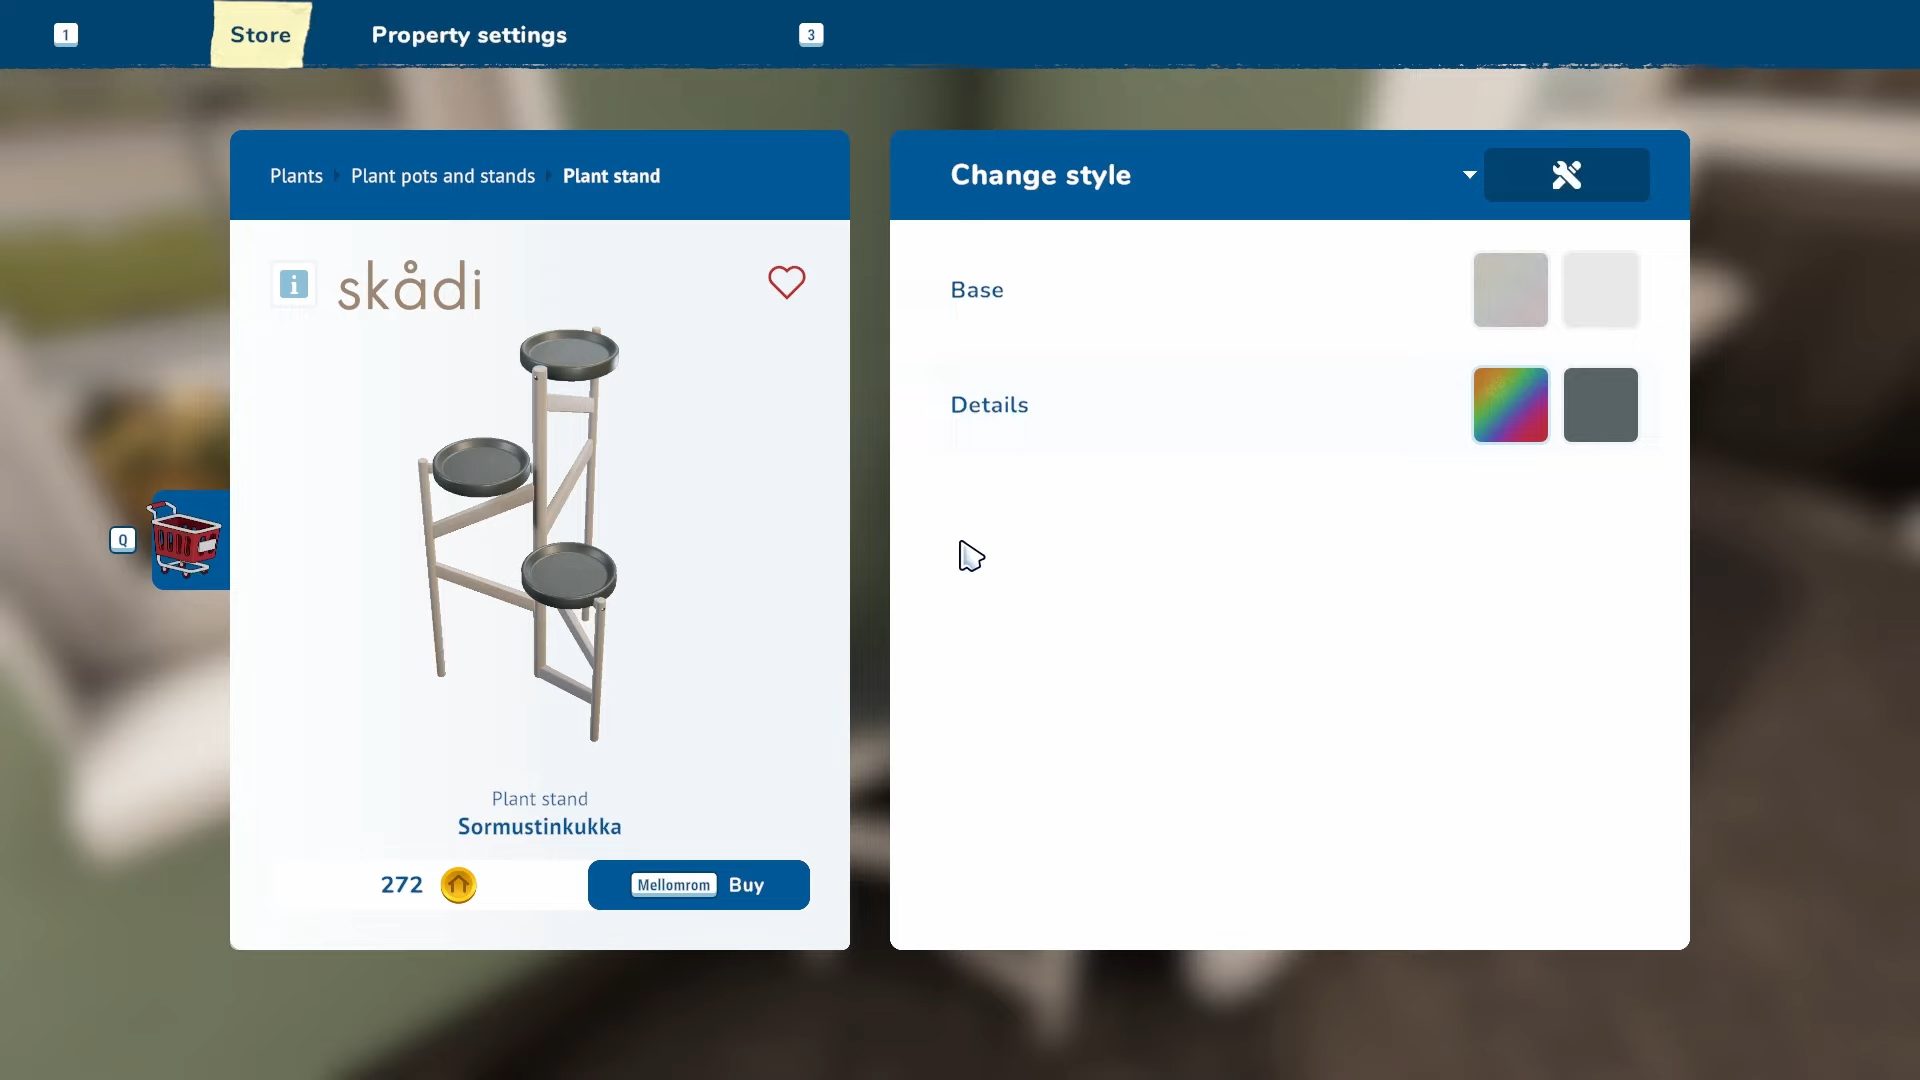 1
Store
Property settings
3
Plants
Plant pots and stands
Plant stand
i
skådi
Q
Plant stand
Sormustinkukka
272
Mellomrom
Buy
Change style
Base
Details